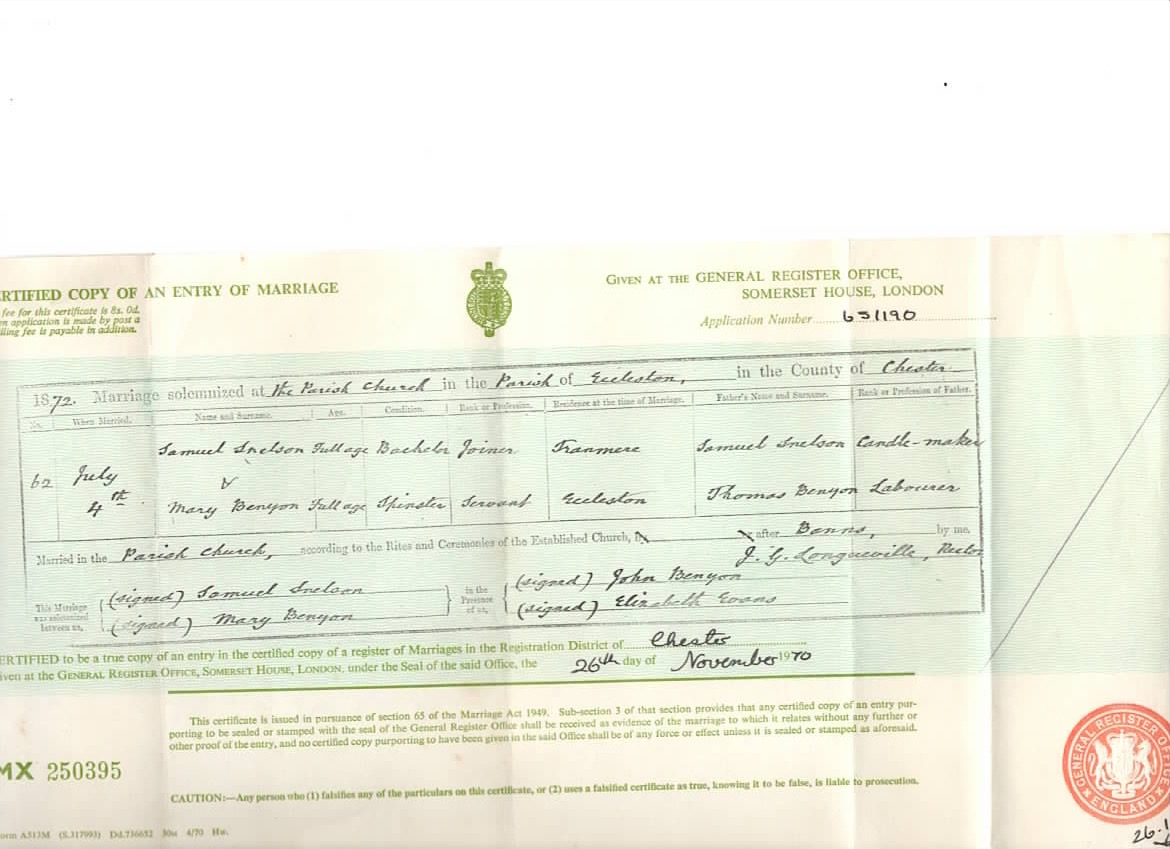 ERTIFIED COPY OF AN ENTRY OF MARRIAGE
fee for this certificate is 8s. 0d.
en application is made by post a
ling fee is payable in addition.
GIVEN AT THE GENERAL REGISTER OFFICE,
SOMERSET HOUSE, LONDON
Application Number 651190
1872. Marriage solemnized at the Parish Church in the Parish of Eccleston, in the County of Chester
No. When Married. Name and Surname. Age. Condition. Rank or Profession. Residence at the time of Marriage. Father's Name and Surname. Rank or Profession of Father.
Samuel Snelson Full age Bachelor Joiner Tranmere Samuel Snelson Candle-maker
62 July
4th Mary Benyon Full age Spinster Servant Eccleston Thomas Benyon Labourer
Married in the Parish Church, according to the Rites and Ceremonies of the Established Church, by after Banns, by me,
J. G. Longueville, Rector
This Marriage was solemnized between us, (signed) Samuel Snelson in the Presence of us, (signed) John Benyon
(signed) Mary Benyon (signed) Elizabeth Evans
ERTIFIED to be a true copy of an entry in the certified copy of a register of Marriages in the Registration District of Chester
iven at the GENERAL REGISTER OFFICE, SOMERSET HOUSE, LONDON, under the Seal of the said Office, the 26th day of November 1970
This certificate is issued in pursuance of section 65 of the Marriage Act 1949. Sub-section 3 of that section provides that any certified copy of an entry pur-
porting to be sealed or stamped with the seal of the General Register Office shall be received as evidence of the marriage to which it relates without any further or
other proof of the entry, and no certified copy purporting to have been given in the said Office shall be of any force or effect unless it is sealed or stamped as aforesaid.
MX 250395
CAUTION:—Any person who (1) falsifies any of the particulars on this certificate, or (2) uses a falsified certificate as true, knowing it to be false, is liable to prosecution.
orm A513M (S.317993) Dd.736652 30M 4/70 Hw.
GENERAL REGISTER OFFICE
ENGLAND
26.1